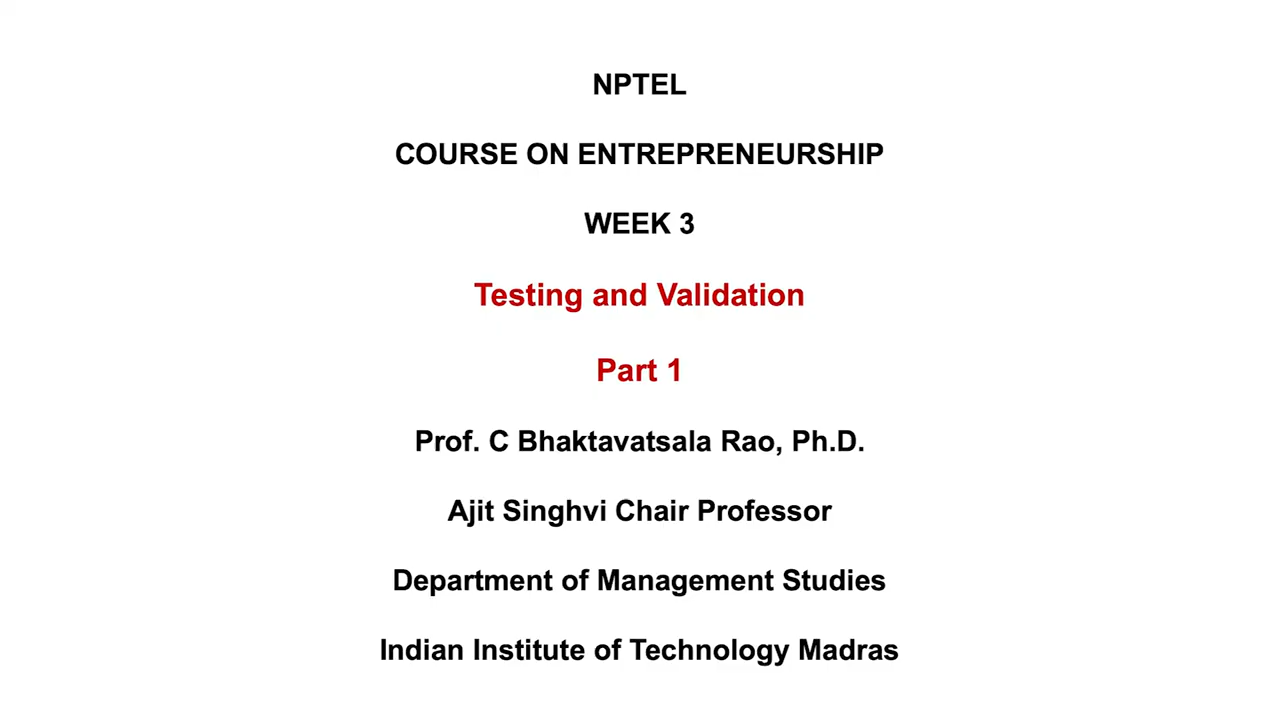 NPTEL
COURSE ON ENTREPRENEURSHIP
WEEK 3
Testing and Validation
Part 1
Prof. C Bhaktavatsala Rao, Ph.D.
Ajit Singhvi Chair Professor
Department of Management Studies
Indian Institute of Technology Madras